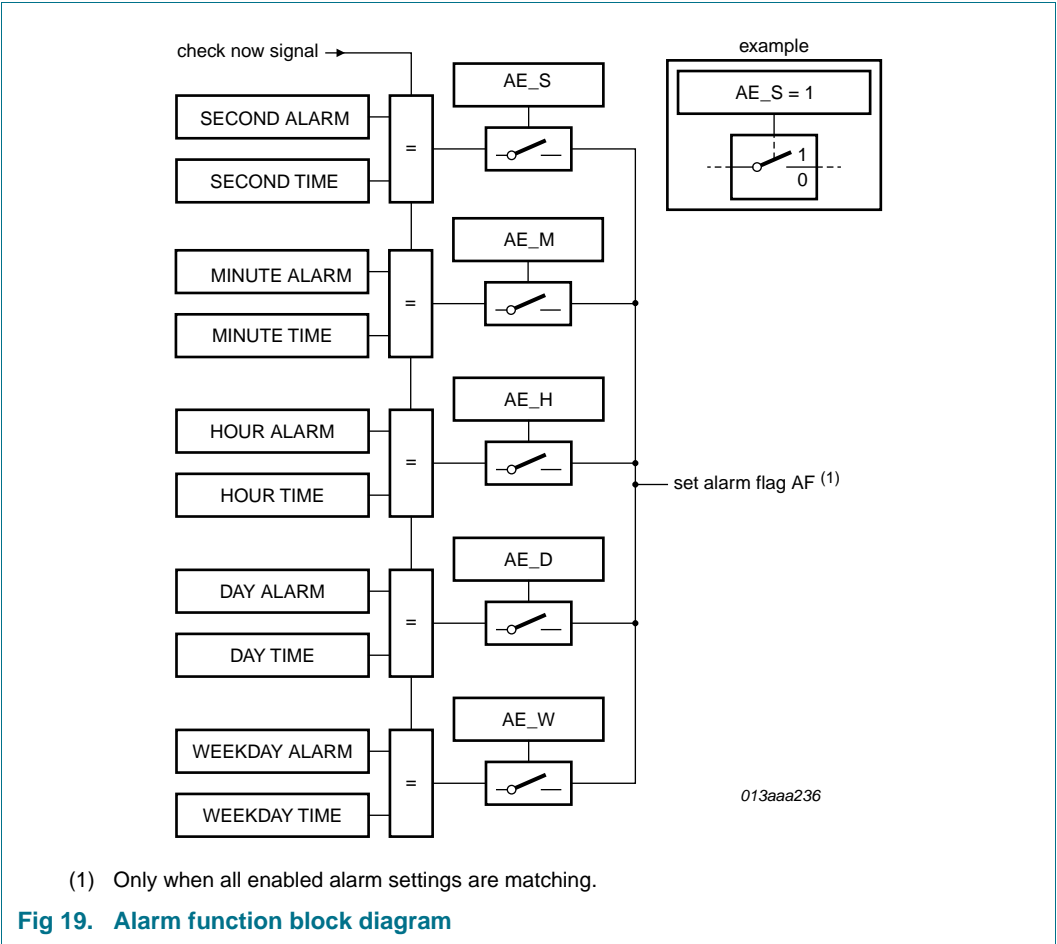 check now signal
example
AE_S
AE_S = 1
SECOND ALARM
=
1
0
SECOND TIME
AE_M
MINUTE ALARM
=
MINUTE TIME
AE_H
HOUR ALARM
=
set alarm flag AF (1)
HOUR TIME
AE_D
DAY ALARM
=
DAY TIME
AE_W
WEEKDAY ALARM
=
WEEKDAY TIME
013aaa236
(1) Only when all enabled alarm settings are matching.
Fig 19. Alarm function block diagram